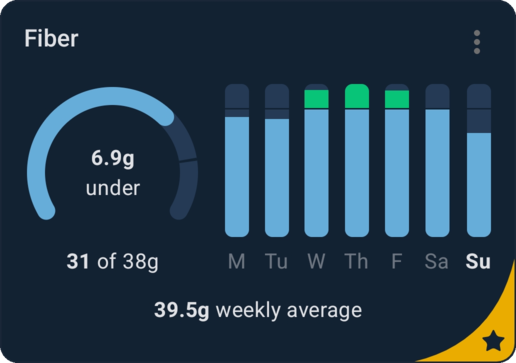 Fiber
6.9g
under
31 of 38g
M Tu W Th F Sa Su
39.5g weekly average